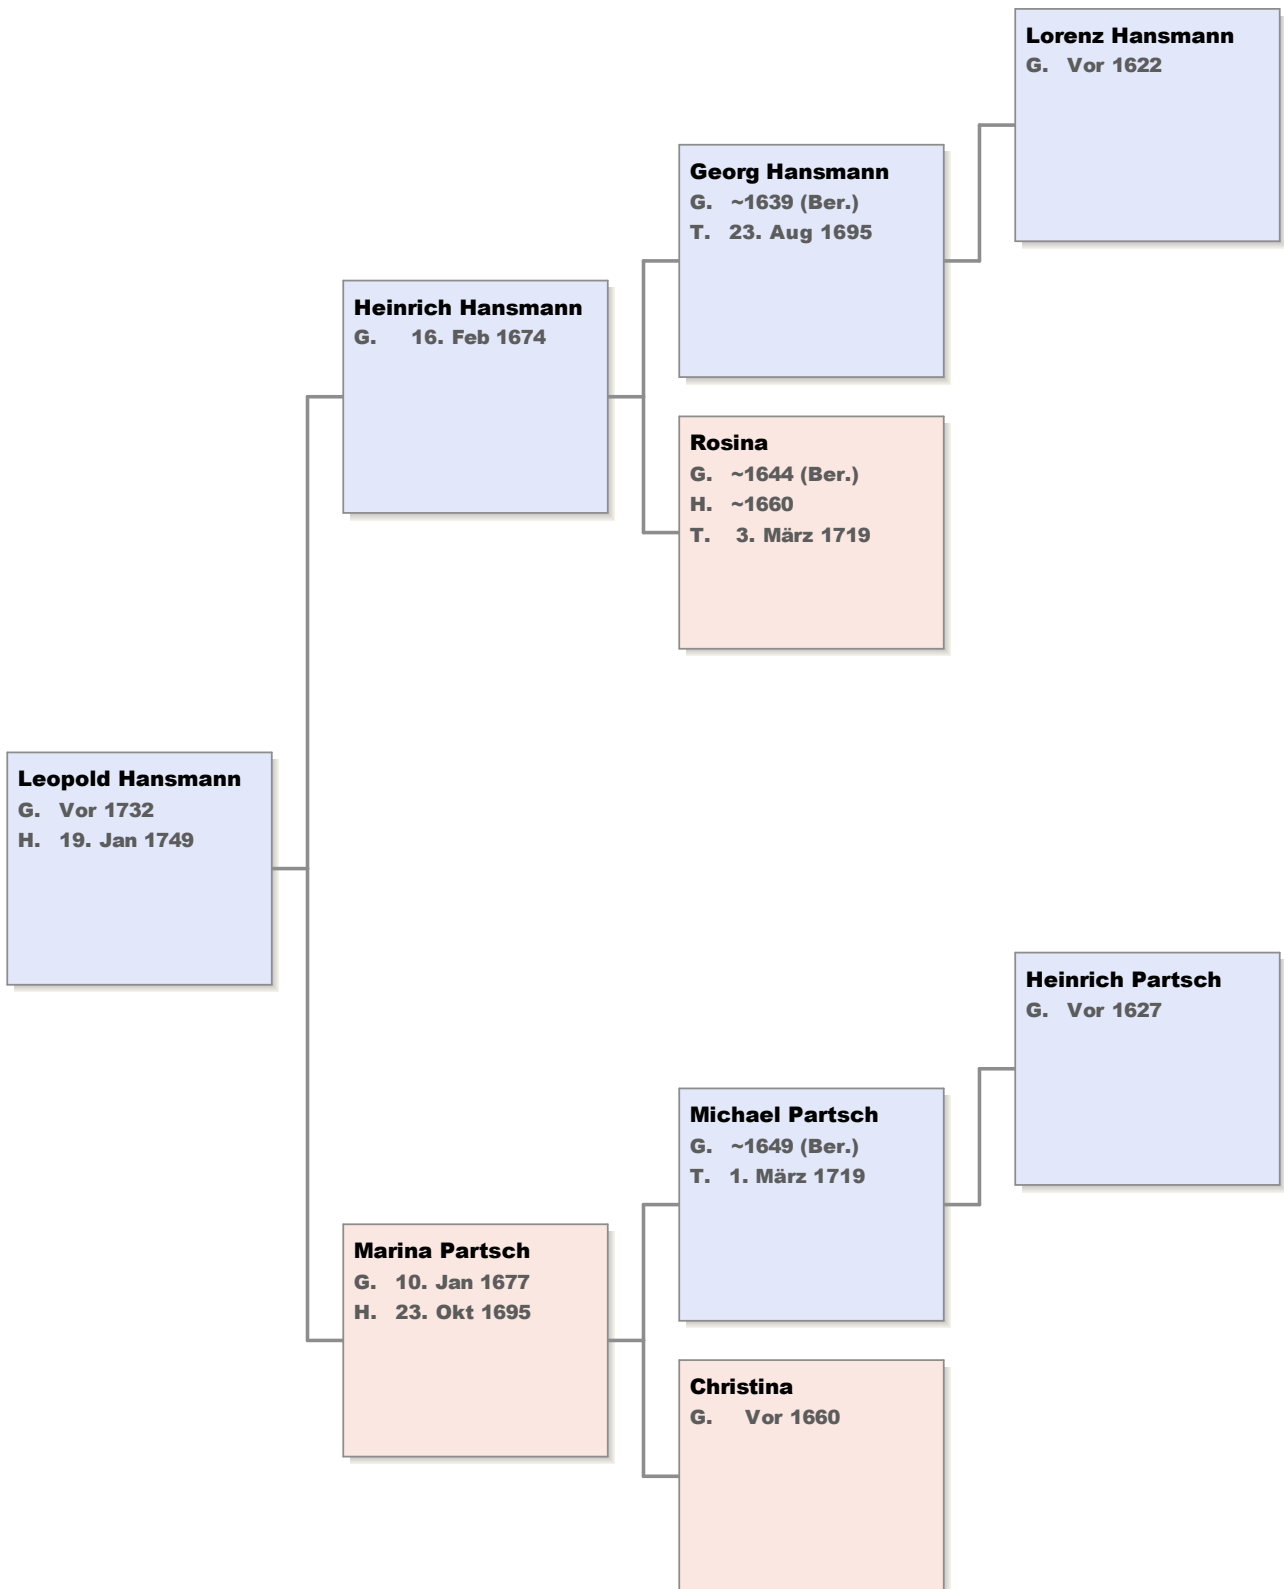 Lorenz Hansmann
G. Vor 1622
Georg Hansmann
G. ~1639 (Ber.)
T. 23. Aug 1695
Heinrich Hansmann
G. 16. Feb 1674
Rosina
G. ~1644 (Ber.)
H. ~1660
T. 3. März 1719
Leopold Hansmann
G. Vor 1732
H. 19. Jan 1749
Heinrich Partsch
G. Vor 1627
Michael Partsch
G. ~1649 (Ber.)
T. 1. März 1719
Marina Partsch
G. 10. Jan 1677
H. 23. Okt 1695
Christina
G. Vor 1660